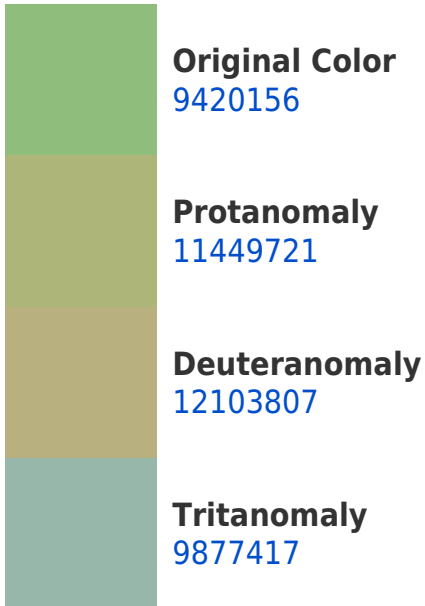 Original Color
9420156
Protanomaly
11449721
Deuteranomaly
12103807
Tritanomaly
9877417